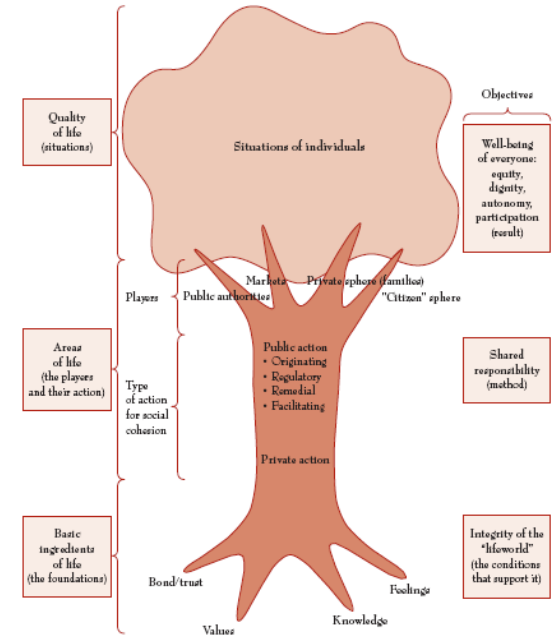 Objectives
Quality
of life
(situations)
Situations of individuals
Well-being
of everyone:
equity,
dignity,
autonomy,
participation
(result)
Players
Markets
Private sphere (families)
Public authorities
"Citizen" sphere
Areas
of life
(the players
and their action)
Type
of action
for social
cohesion
Public action
• Originating
• Regulatory
• Remedial
• Facilitating
Private action
Shared
responsibility
(method)
Basic
ingredients
of life
(the foundations)
Bond/trust
Values
Knowledge
Feelings
Integrity of the
"lifeworld"
(the conditions
that support it)